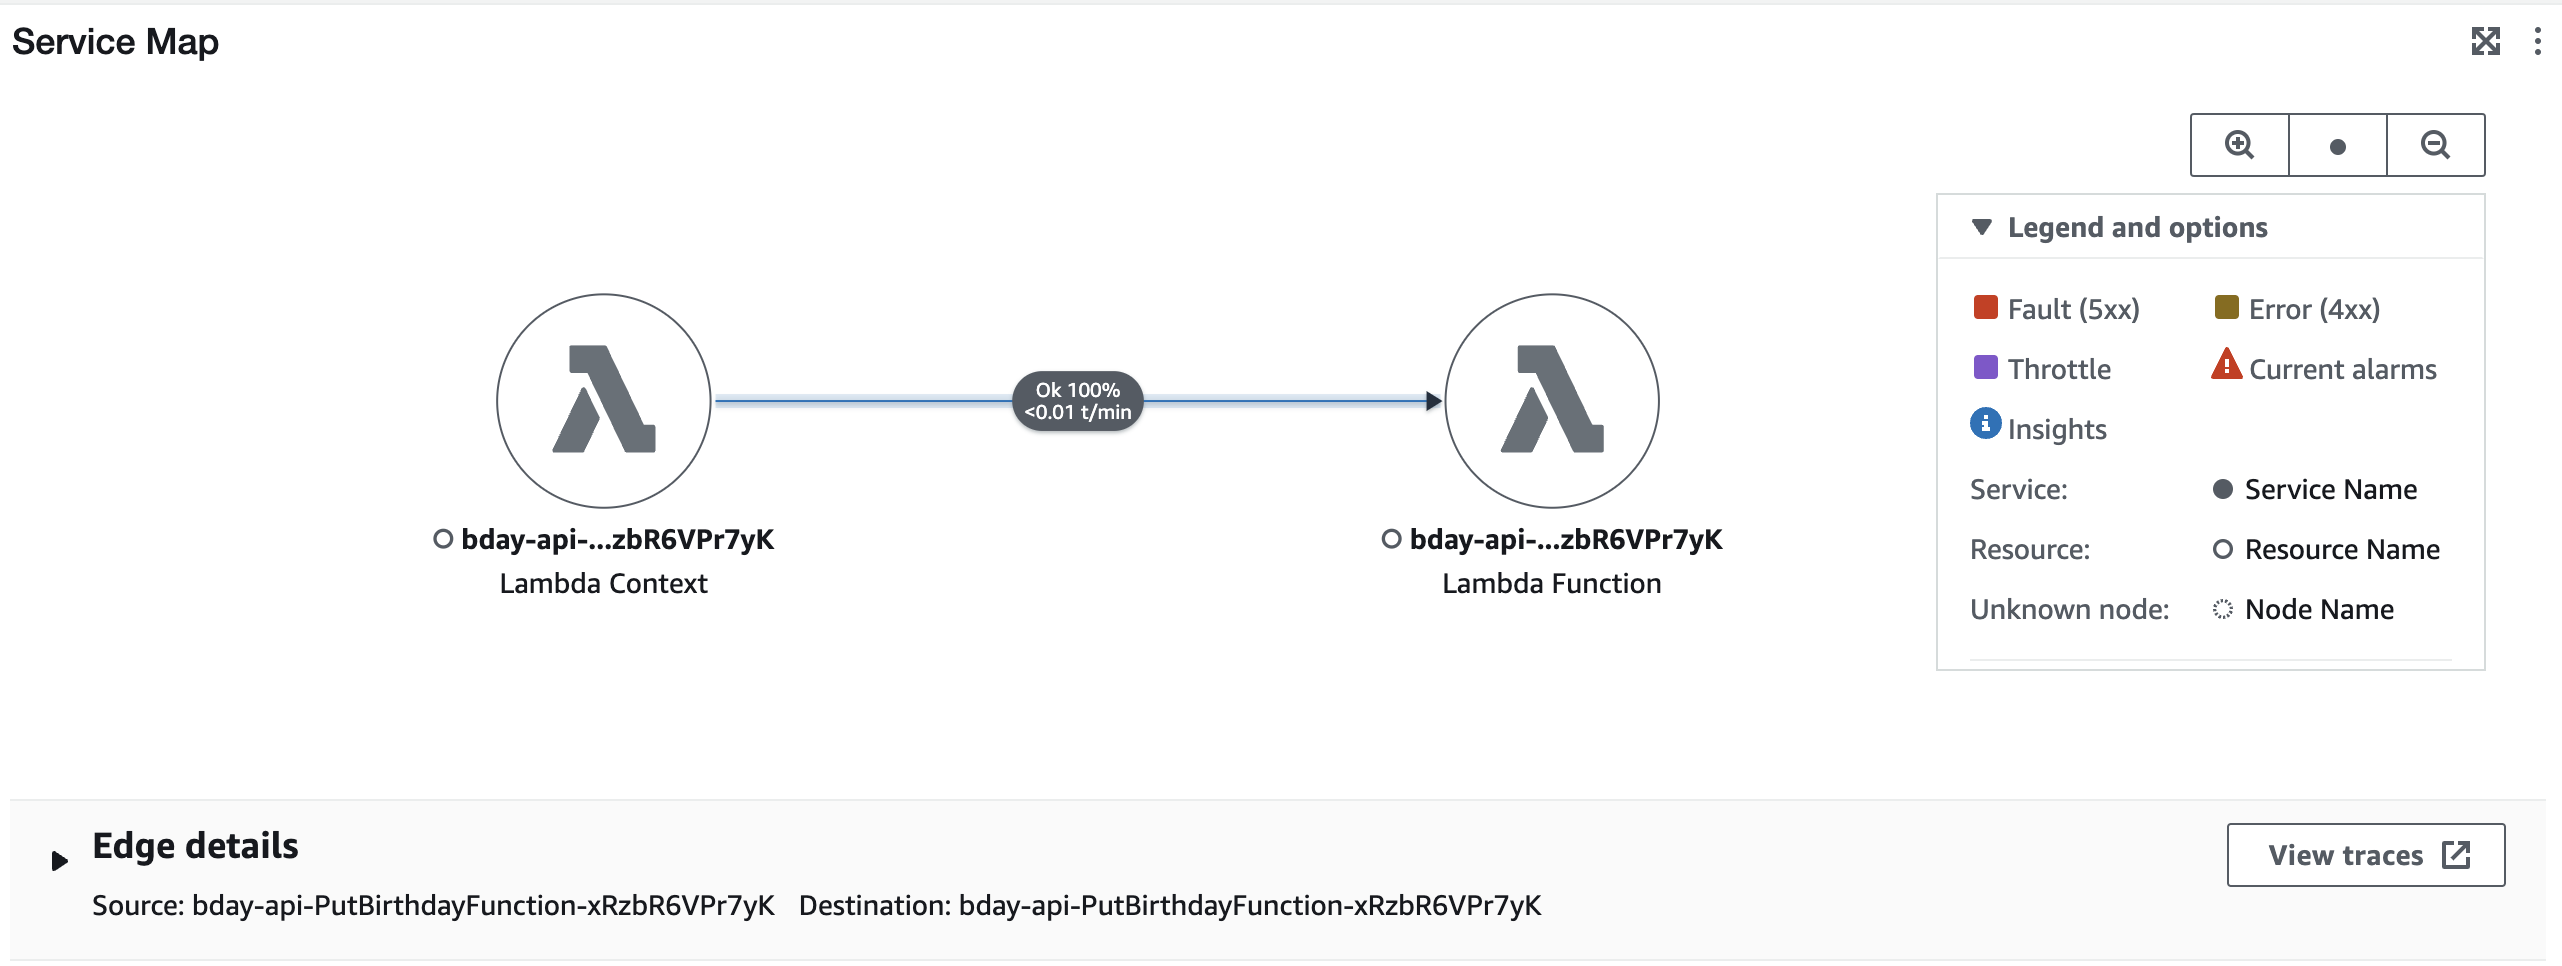 Service Map
Legend and options
Fault (5xx) Error (4xx)
Throttle Current alarms
Insights
Service: Service Name
Resource: Resource Name
Unknown node: Node Name
Ok 100%
<0.01 t/min
bday-api-...zbR6VPr7yK
Lambda Context
bday-api-...zbR6VPr7yK
Lambda Function
Edge details
View traces
Source: bday-api-PutBirthdayFunction-xRzbR6VPr7yK Destination: bday-api-PutBirthdayFunction-xRzbR6VPr7yK